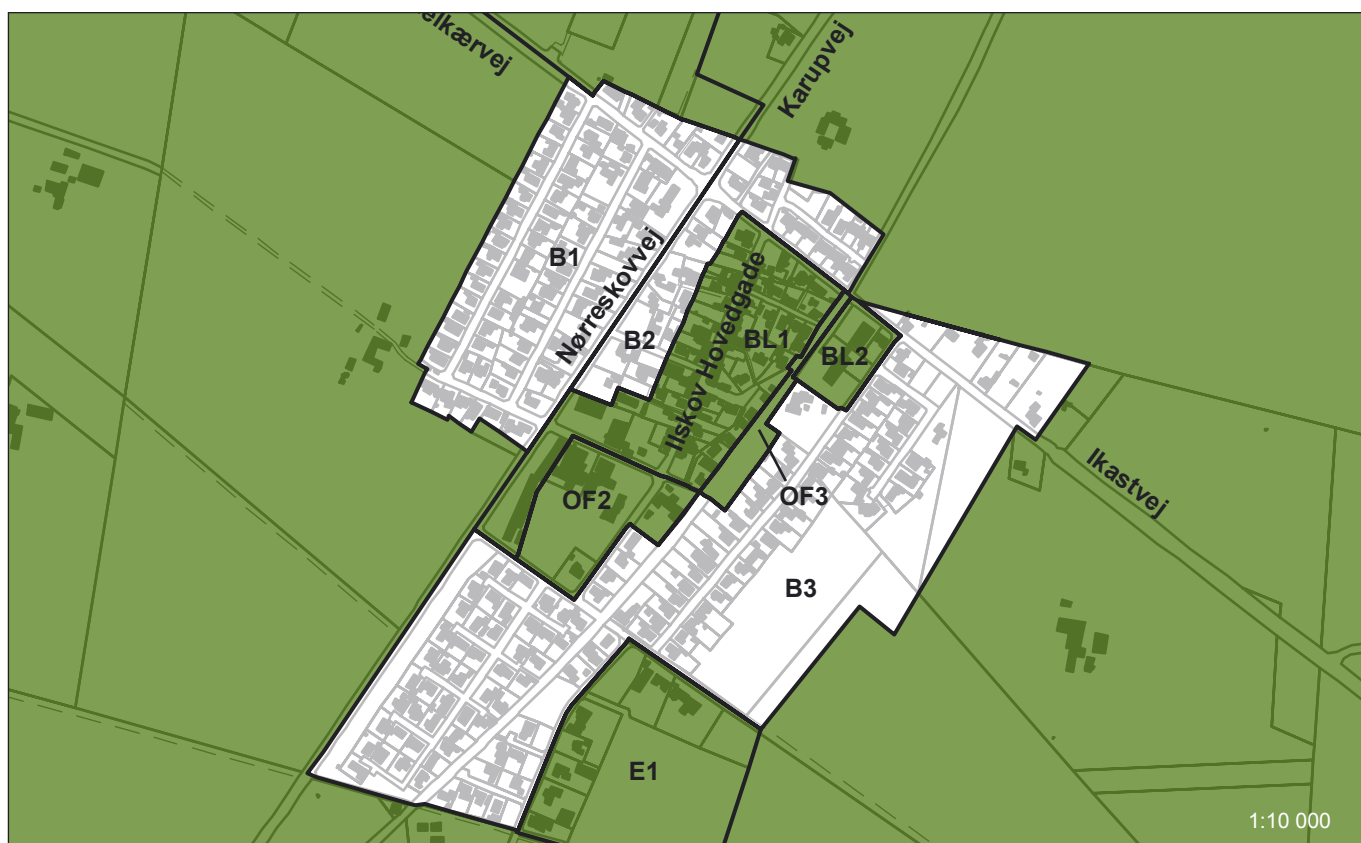 elkærvej
Karupvej
B1
Nørreskovvej
B2
Ilskov Hovedgade
BL1
BL2
OF2
OF3
Ikastvej
B3
E1
1:10 000